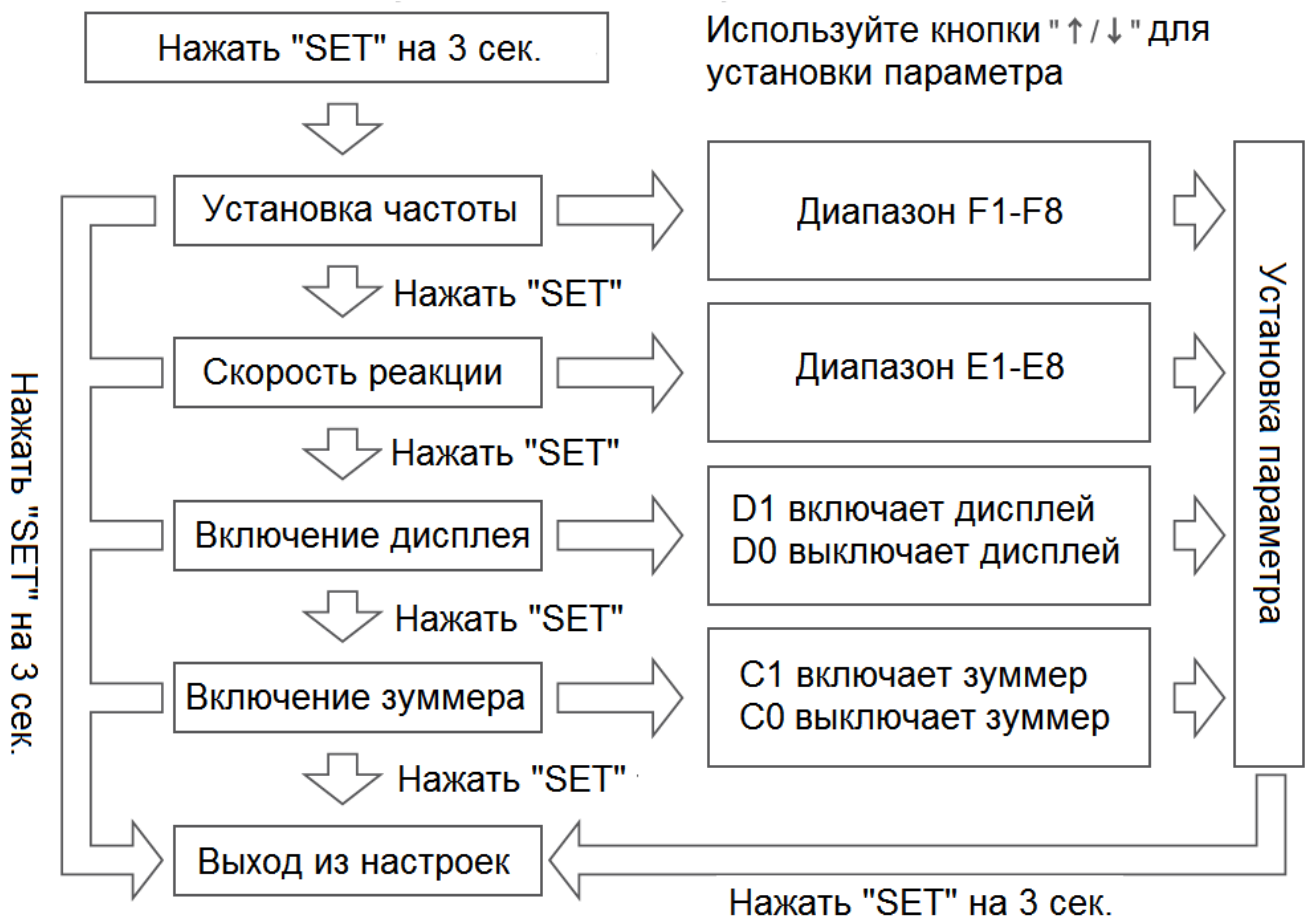 Нажать "SET" на 3 сек.
Используйте кнопки "↑/↓" для
установки параметра
Установка частоты
Диапазон F1-F8
Нажать "SET"
Скорость реакции
Диапазон E1-E8
Нажать "SET"
Включение дисплея
D1 включает дисплей
D0 выключает дисплей
Нажать "SET"
Включение зуммера
C1 включает зуммер
C0 выключает зуммер
Нажать "SET"
Выход из настроек
Нажать "SET" на 3 сек.
Установка параметра
Нажать "SET" на 3 сек.